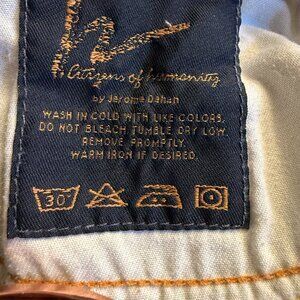 Citizens of humanity
by Jerome Dahan
WASH IN COLD WITH LIKE COLORS.
DO NOT BLEACH TUMBLE DRY LOW.
REMOVE PROMPTLY.
WARM IRON IF DESIRED.
30°